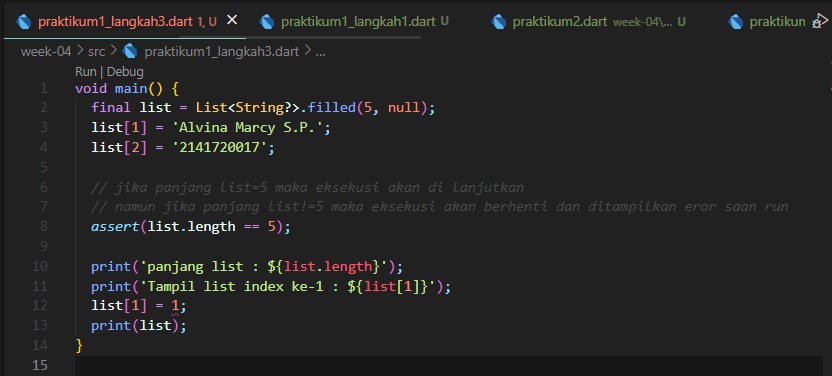 praktikum1_langkah3.dart 1, U × praktikum1_langkah1.dart U praktikum2.dart week-04\... U praktikun
week-04 > src > praktikum1_langkah3.dart > ...
Run | Debug
1 void main() {
2 final list = List<String?>.filled(5, null);
3 list[1] = 'Alvina Marcy S.P.';
4 list[2] = '2141720017';
5
6 // jika panjang list=5 maka eksekusi akan di lanjutkan
7 // namun jika panjang list!=5 maka eksekusi akan berhenti dan ditampilkan eror saan run
8 assert(list.length == 5);
9
10 print('panjang list : ${list.length}');
11 print('Tampil list index ke-1 : ${list[1]}');
12 list[1] = 1;
13 print(list);
14 }
15